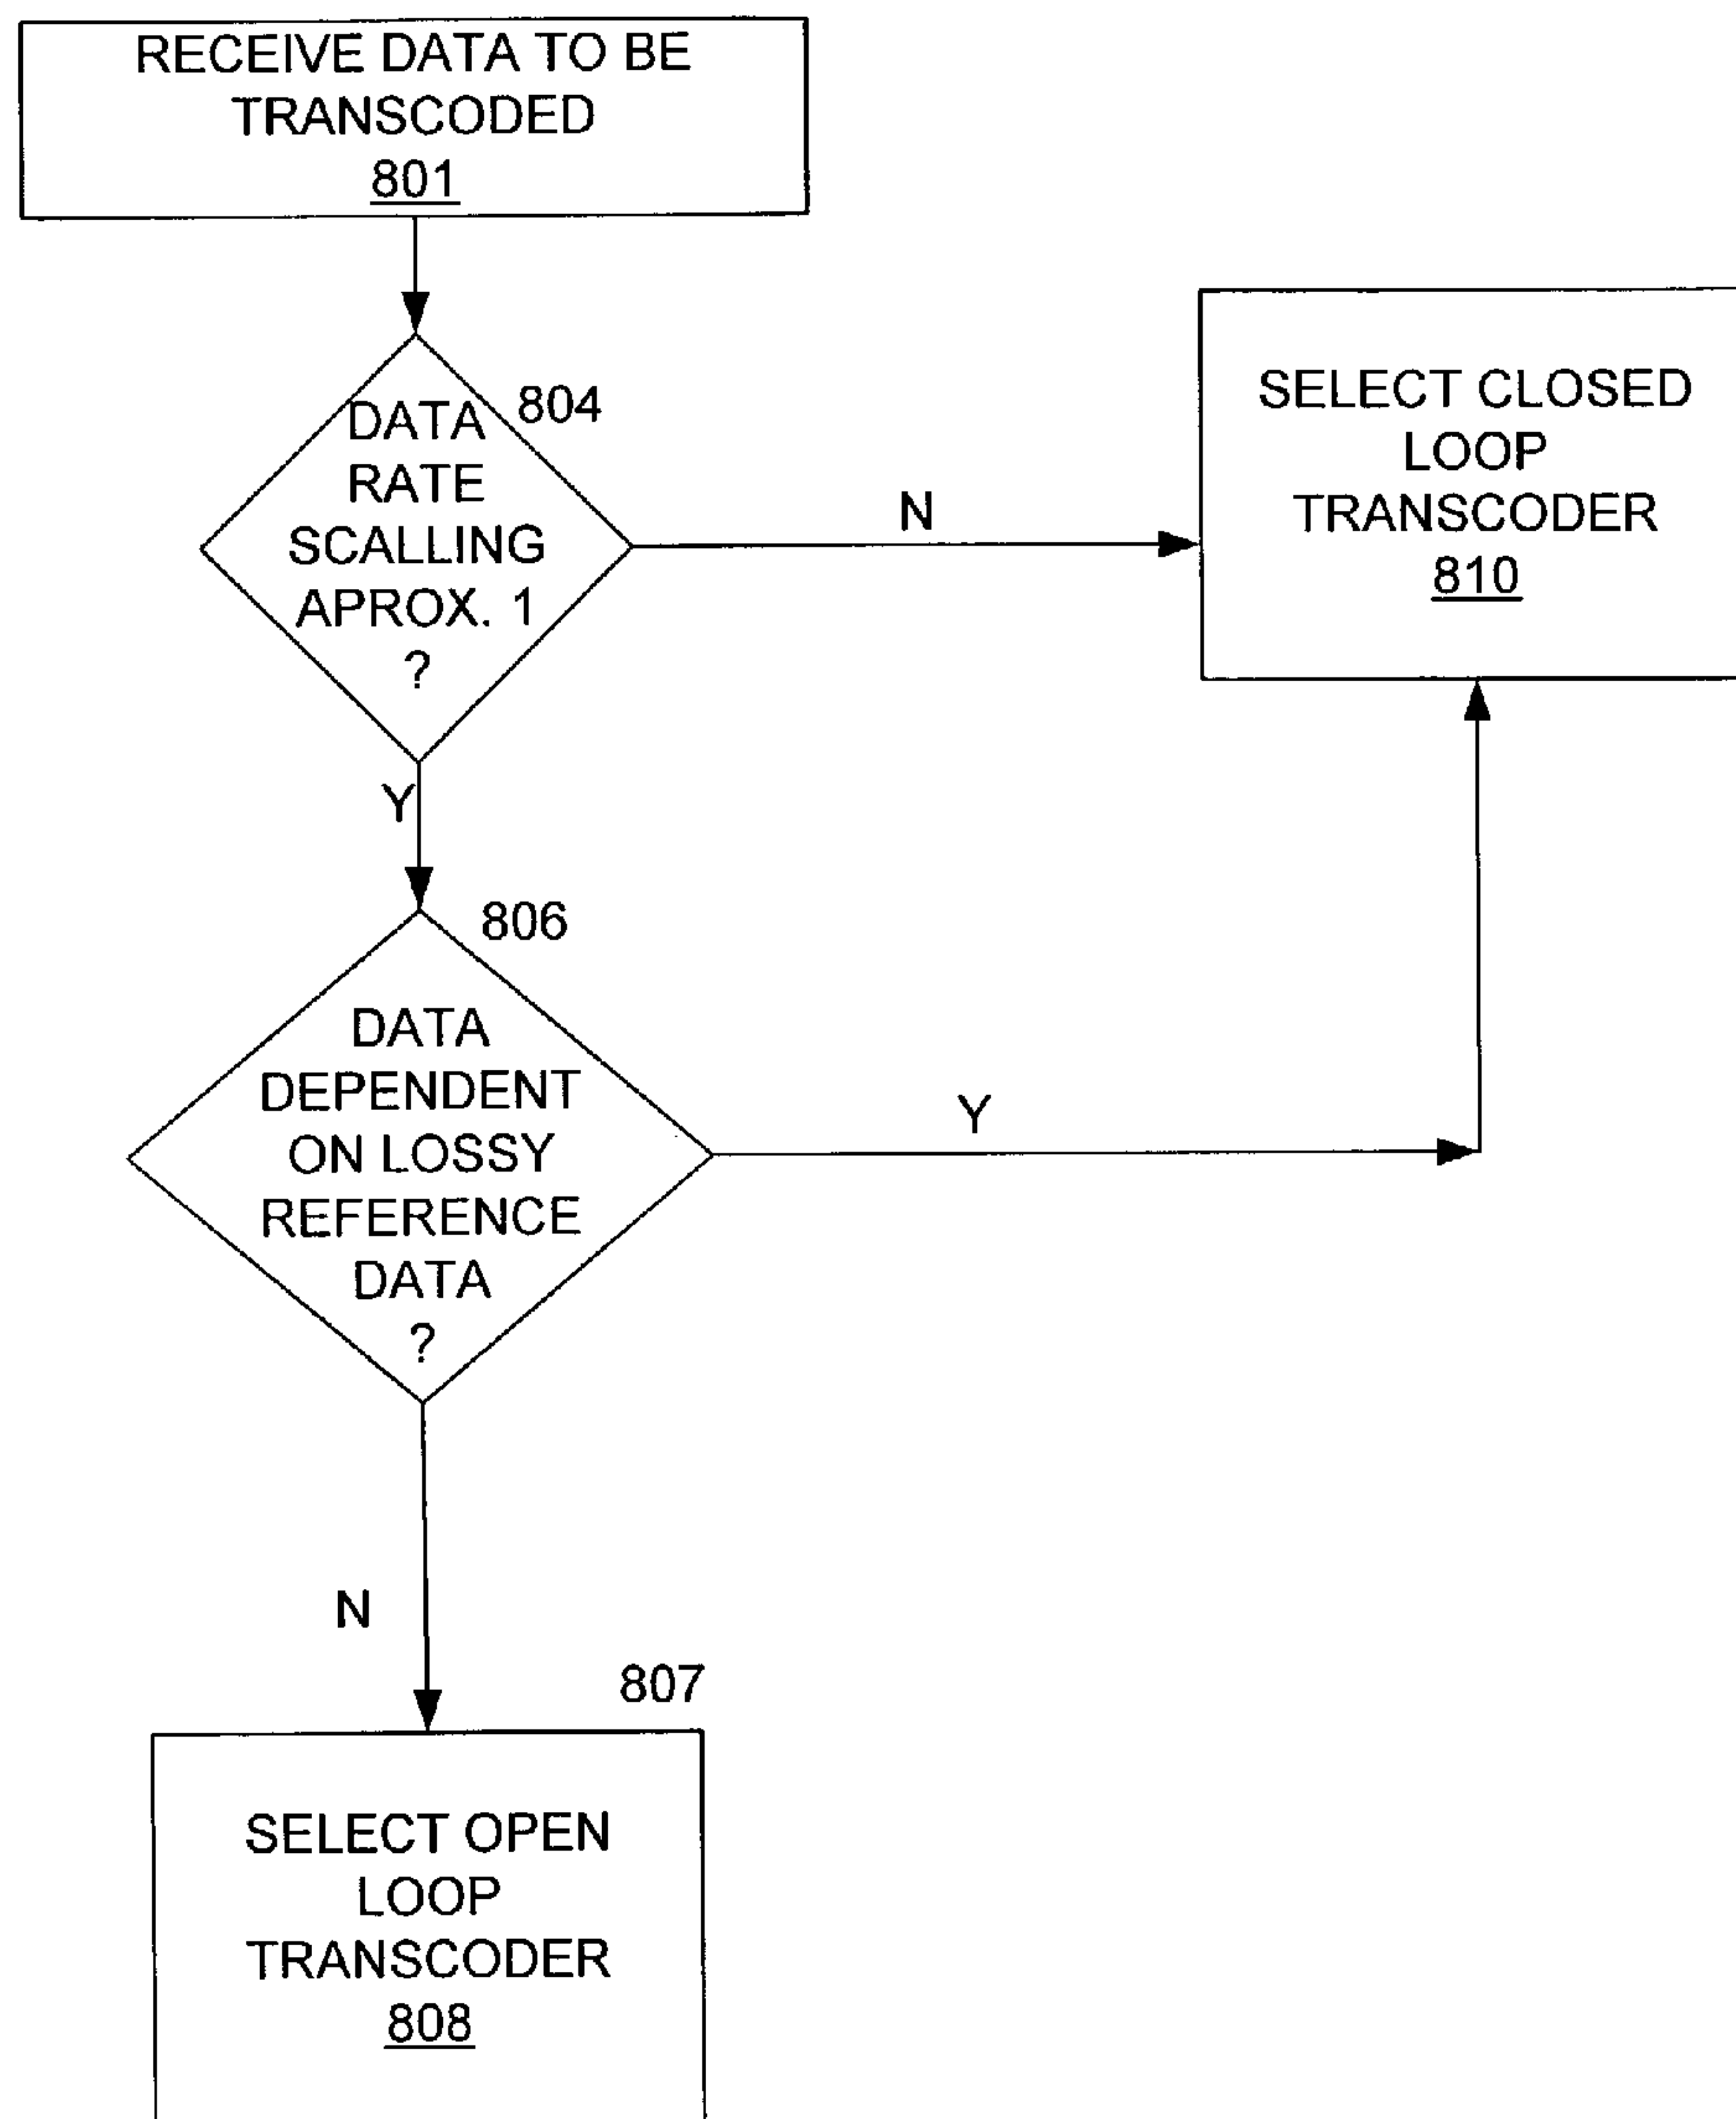 RECEIVE DATA TO BE
TRANSCODED
801
804
DATA
RATE
SCALLING
APROX. 1
?
N
SELECT CLOSED
LOOP
TRANSCODER
810
Y
806
DATA
DEPENDENT
ON LOSSY
REFERENCE
DATA
?
Y
N
807
SELECT OPEN
LOOP
TRANSCODER
808